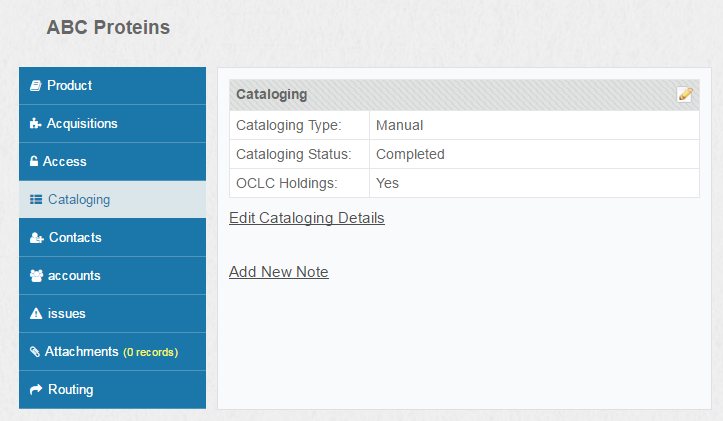 ABC Proteins
Product
Acquisitions
Access
Cataloging
Contacts
accounts
issues
Attachments (0 records)
Routing
Cataloging
Cataloging Type: Manual
Cataloging Status: Completed
OCLC Holdings: Yes
Edit Cataloging Details
Add New Note